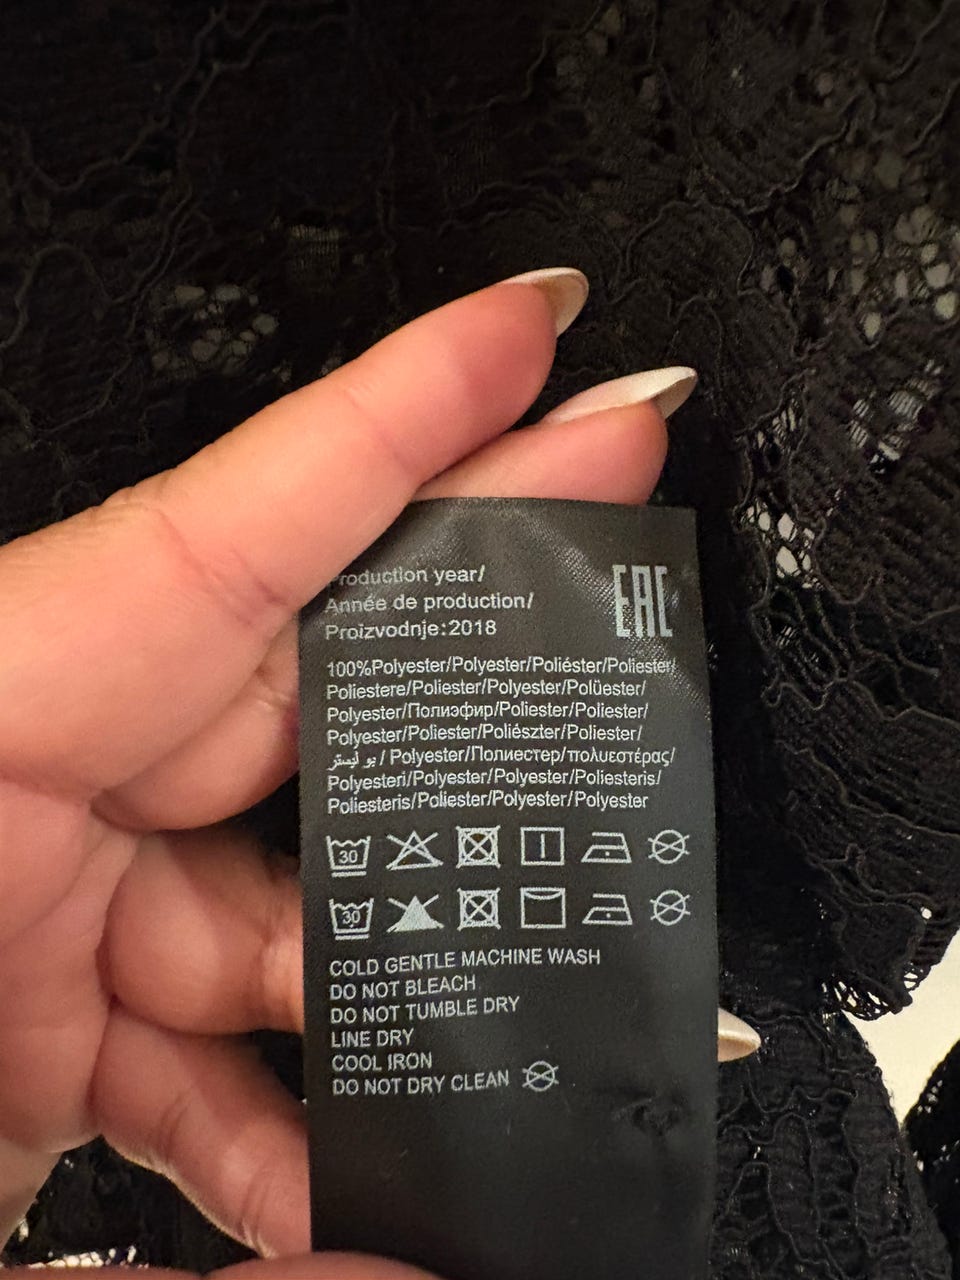 Production year/
Année de production/
Proizvodnje:2018
EAC
100%Polyester/Polyester/Poliéster/Poliester/
Poliestere/Poliester/Polyester/Polüester/
Polyester/Полиэфир/Poliester/Poliester/
Polyester/Poliester/Poliészter/Poliester/
يو ليستر / Polyester/Полиестер/πολυεστέρας/
Polyesteri/Polyester/Polyester/Poliesteris/
Poliesteris/Poliester/Polyester/Polyester
30
30
COLD GENTLE MACHINE WASH
DO NOT BLEACH
DO NOT TUMBLE DRY
LINE DRY
COOL IRON
DO NOT DRY CLEAN